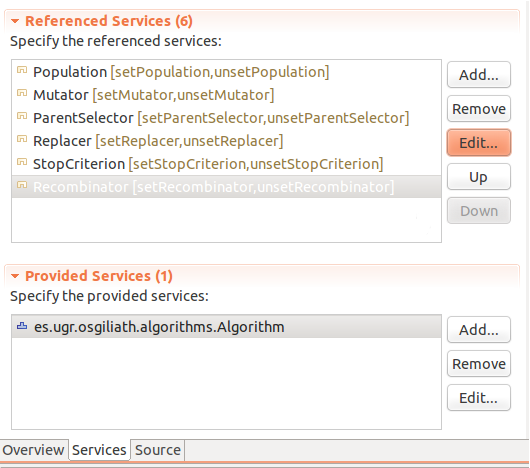 Referenced Services (6)
Specify the referenced services:
Population [setPopulation,unsetPopulation]
Mutator [setMutator,unsetMutator]
ParentSelector [setParentSelector,unsetParentSelector]
Replacer [setReplacer,unsetReplacer]
StopCriterion [setStopCriterion,unsetStopCriterion]
Recombinator [setRecombinator,unsetRecombinator]
Add...
Remove
Edit...
Up
Down
Provided Services (1)
Specify the provided services:
es.ugr.osgiliath.algorithms.Algorithm
Add...
Remove
Edit...
Overview Services Source